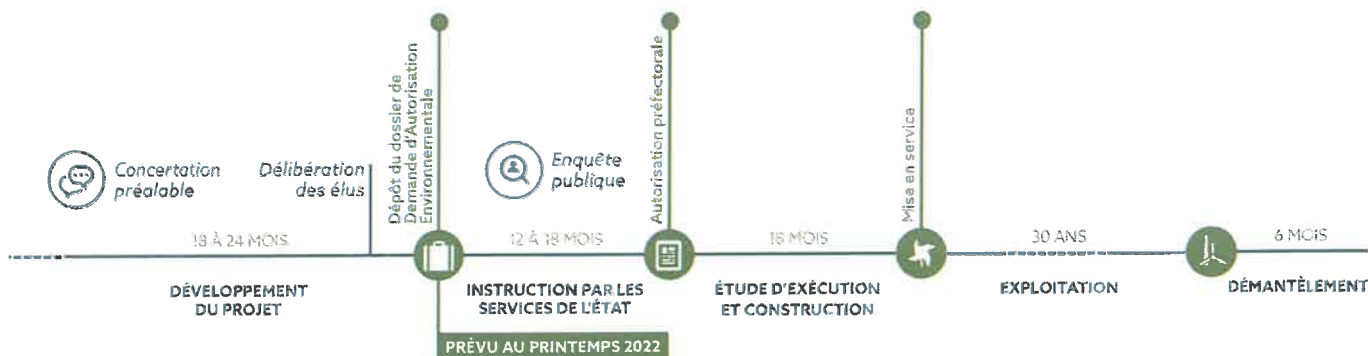 Concertation
préalable
Délibération
des élus
18 À 24 MOIS
DÉVELOPPEMENT
DU PROJET
Dépôt du dossier de
Demande d'Autorisation
Environnementale
PRÉVU AU PRINTEMPS 2022
Enquête
publique
12 À 18 MOIS
INSTRUCTION PAR LES
SERVICES DE L'ÉTAT
Autorisation préfectorale
18 MOIS
ÉTUDE D'EXÉCUTION
ET CONSTRUCTION
Mise en service
30 ANS
EXPLOITATION
6 MOIS
DÉMANTÈLEMENT